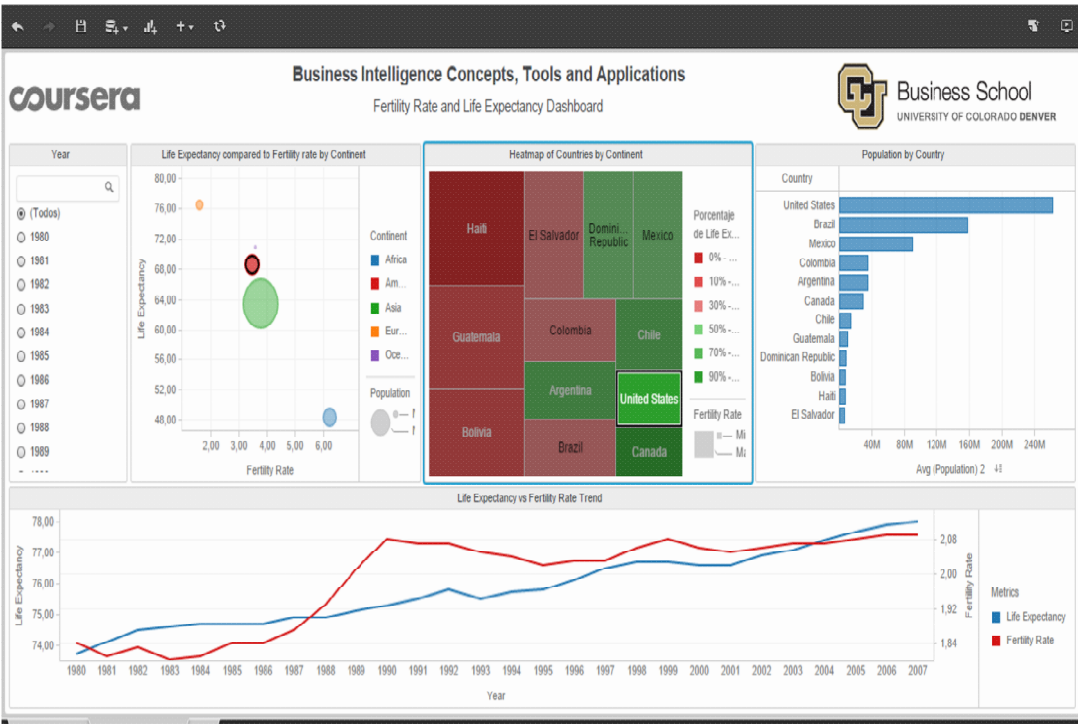 Business Intelligence Concepts, Tools and Applications
Fertility Rate and Life Expectancy Dashboard
coursera
CU
Business School
UNIVERSITY OF COLORADO DENVER
Year
(Todos)
1980
1981
1982
1983
1984
1985
1986
1987
1988
1989
Life Expectancy compared to Fertility rate by Continent
80,00
76,00
72,00
68,00
64,00
60,00
56,00
52,00
48,00
Life Expectancy
2,00 3,00 4,00 5,00 6,00
Fertility Rate
Continent
Africa
Am...
Asia
Eur...
Oce...
Population
Heatmap of Countries by Continent
Haiti
El Salvador
Domini... Republic
Mexico
Guatemala
Colombia
Chile
Argentina
United States
Bolivia
Brazil
Canada
Porcentaje
de Life Ex...
0% - ...
10% -...
30% -...
50% -...
70% -...
90% -...
Fertility Rate
Mi
Ma
Population by Country
Country
United States
Brazil
Mexico
Colombia
Argentina
Canada
Chile
Guatemala
Dominican Republic
Bolivia
Haiti
El Salvador
40M 80M 120M 160M 200M 240M
Avg (Population) 2
Life Expectancy vs Fertility Rate Trend
78,00
77,00
76,00
75,00
74,00
Life Expectancy
2,08
2,00
1,92
1,84
Fertility Rate
1980 1981 1982 1983 1984 1985 1986 1987 1988 1989 1990 1991 1992 1993 1994 1995 1996 1997 1998 1999 2000 2001 2002 2003 2004 2005 2006 2007
Year
Metrics
Life Expectancy
Fertility Rate